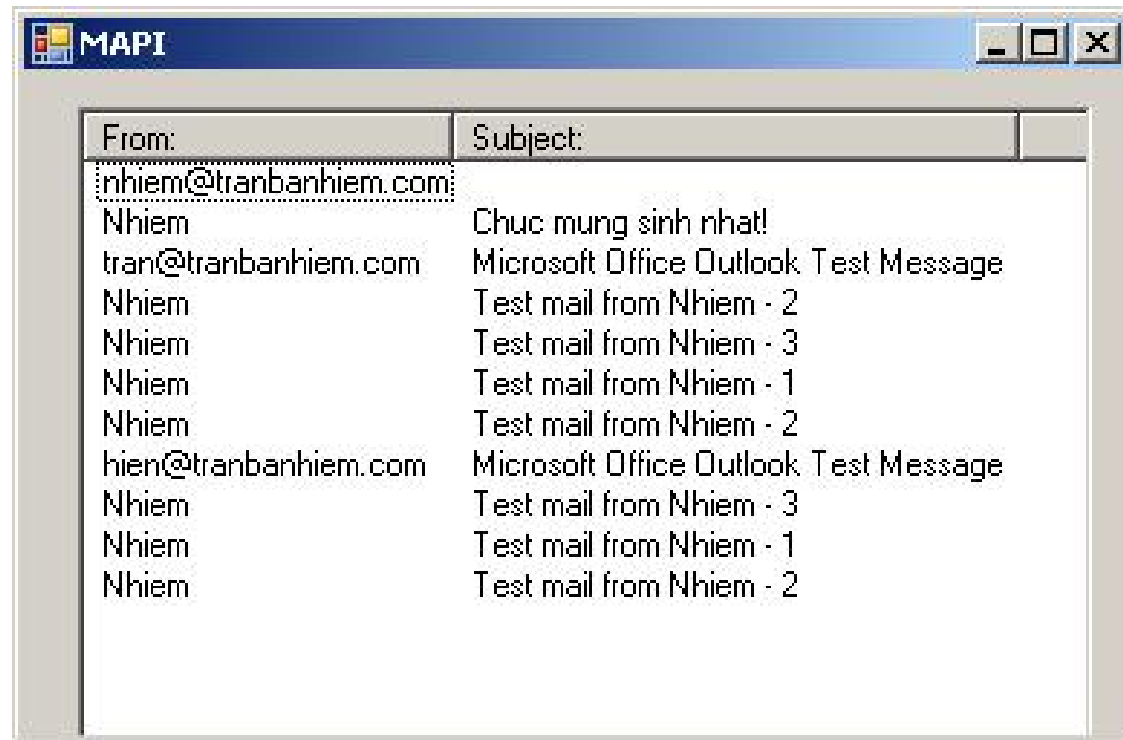 MAPI
From: Subject:
nhiem@tranbanhiem.com
Nhiem Chuc mung sinh nhat!
tran@tranbanhiem.com Microsoft Office Outlook Test Message
Nhiem Test mail from Nhiem - 2
Nhiem Test mail from Nhiem - 3
Nhiem Test mail from Nhiem - 1
Nhiem Test mail from Nhiem - 2
hien@tranbanhiem.com Microsoft Office Outlook Test Message
Nhiem Test mail from Nhiem - 3
Nhiem Test mail from Nhiem - 1
Nhiem Test mail from Nhiem - 2